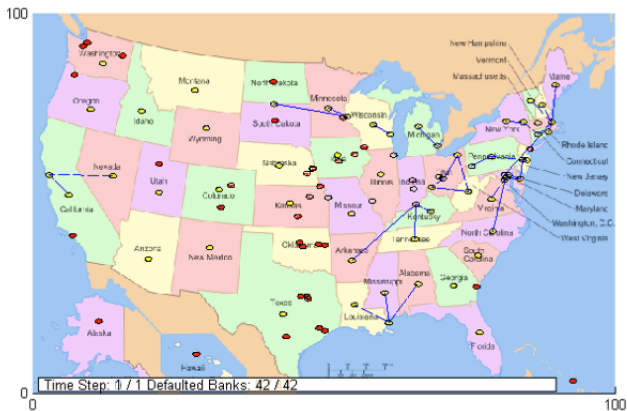 100
New Hampshire
Vermont
Massachusetts
Maine
Washington
Montana
North Dakota
Minnesota
Oregon
Idaho
Wisconsin
Michigan
New York
South Dakota
Wyoming
Rhode Island
Connecticut
New Jersey
Delaware
Maryland
Washington, D.C.
West Virginia
Pennsylvania
Nebraska
Nevada
Utah
Colorado
Illinois
Indiana
California
Kansas
Missouri
Kentucky
Virginia
Arizona
New Mexico
Arkansas
Tennessee
North Carolina
South
Carolina
Texas
Mississippi
Alabama
Georgia
Louisiana
Florida
Alaska
Hawaii
Time Step: 1 / 1 Defaulted Banks: 42 / 42
0
0
100